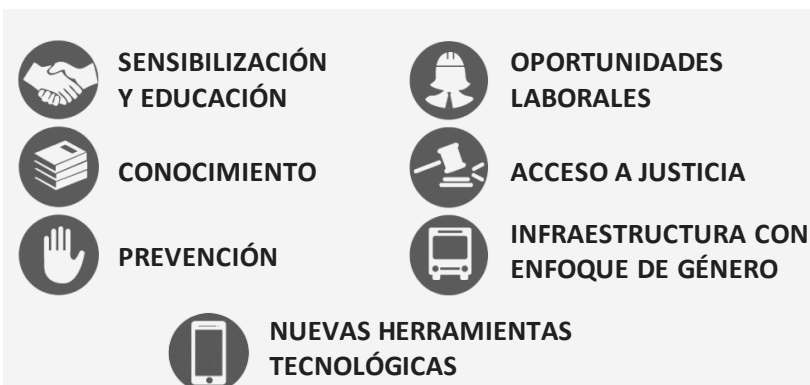 SENSIBILIZACIÓN
Y EDUCACIÓN
OPORTUNIDADES
LABORALES
CONOCIMIENTO
ACCESO A JUSTICIA
PREVENCIÓN
INFRAESTRUCTURA CON
ENFOQUE DE GÉNERO
NUEVAS HERRAMIENTAS
TECNOLÓGICAS